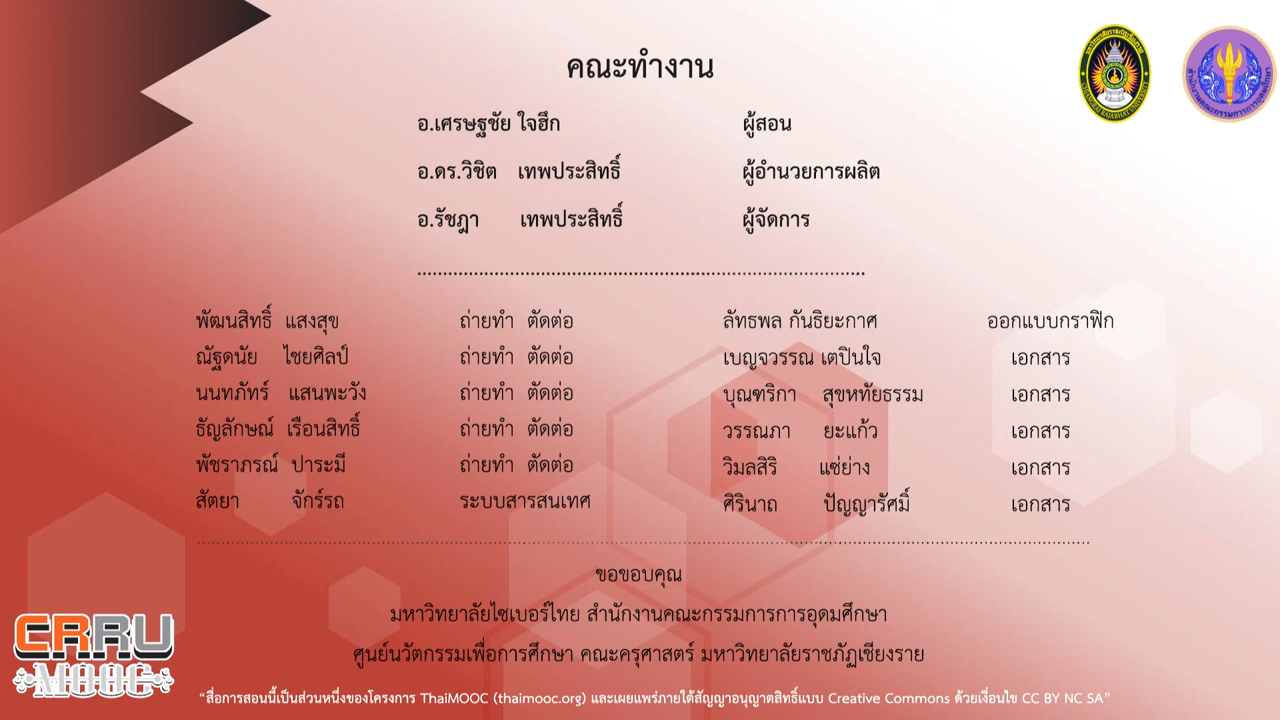 คณะทำงาน
อ.เศรษฐชัย ใจฮึก ผู้สอน
อ.ดร.วิชิต เทพประสิทธิ์ ผู้อำนวยการผลิต
อ.รัชฎา เทพประสิทธิ์ ผู้จัดการ
พัฒนสิทธิ์ แสงสุข ถ่ายทำ ตัดต่อ ลัทธพล กันธิยะกาศ ออกแบบกราฟิก
ณัฐดนัย ไชยศิลป์ ถ่ายทำ ตัดต่อ เบญจวรรณ เตปินใจ เอกสาร
นนทภัทร์ แสนพะวัง ถ่ายทำ ตัดต่อ บุณฑริกา สุขหทัยธรรม เอกสาร
ธัญลักษณ์ เรือนสิทธิ์ ถ่ายทำ ตัดต่อ วรรณภา ยะแก้ว เอกสาร
พัชราภรณ์ ปาระมี ถ่ายทำ ตัดต่อ วิมลสิริ แซ่ย่าง เอกสาร
สัตยา จักร์รถ ระบบสารสนเทศ ศิรินาถ ปัญญารัศมิ์ เอกสาร
ขอขอบคุณ
มหาวิทยาลัยไซเบอร์ไทย สำนักงานคณะกรรมการการอุดมศึกษา
ศูนย์นวัตกรรมเพื่อการศึกษา คณะครุศาสตร์ มหาวิทยาลัยราชภัฏเชียงราย
CRRU
MOOC
“สื่อการสอนนี้เป็นส่วนหนึ่งของโครงการ ThaiMOOC (thaimooc.org) และเผยแพร่ภายใต้สัญญาอนุญาตสิทธิ์แบบ Creative Commons ด้วยเงื่อนไข CC BY NC SA”